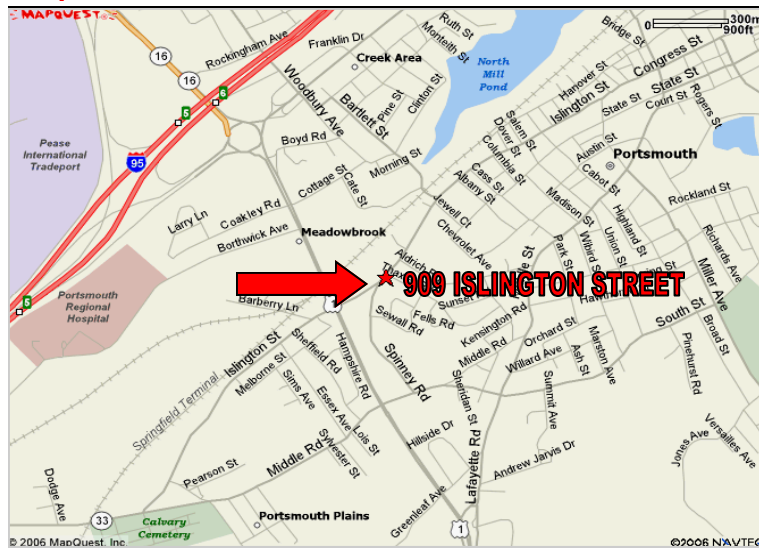 MAPQUEST
300m
0
900ft
Ruth St
Monteith St
Bridge St
Rockingham Ave
Franklin Dr
Congress St
16
Creek Area
North
Mill
Pond
Hanover St
State St
16
Woodbury Ave
Islington St
Pine St
Clinton St
State St
Court St
Rogers St
6
5
Bartlett St
Salem St
Dover St
Columbia St
Boyd Rd
Austin St
Pease
International
Tradeport
95
Morning St
Portsmouth
Cottage St
Cate St
Cass St
Albany St
Cabot St
Rockland St
Jewell Ct
Madison St
Highland St
Larry Ln
Coakley Rd
Borthwick Ave
Meadowbrook
Chevrolet Ave
Union St
Wibird St
Park St
Richards Ave
Aldrich
909 ISLINGTON STREET
Miller Ave
Sunset
5
Portsmouth
Regional
Hospital
Barberry Ln
1
Sewall Rd
Fells Rd
Kensington Rd
South St
Broad St
Orchard St
Marston Ave
Islington St
Sheffield Rd
Hampshire Rd
Middle Rd
Willard Ave
Ash St
Melborne St
Spinney Rd
Pinehurst Rd
Springfield Terminal
Sims Ave
Essex Ave
Sheridan St
Summit Ave
Lois St
Sylvester St
Hillside Dr
Versailles Ave
Middle Rd
Jones Ave
Pearson St
Lafayette Rd
Andrew Jarvis Dr
Dodge Ave
Greenleaf Ave
33
Calvary
Cemetery
Portsmouth Plains
1
© 2006 MapQuest, Inc
©2006 NAVTEQ